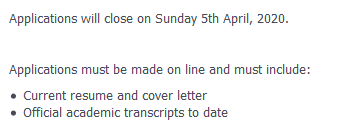 Applications will close on Sunday 5th April, 2020.
Applications must be made on line and must include:
• Current resume and cover letter
• Official academic transcripts to date